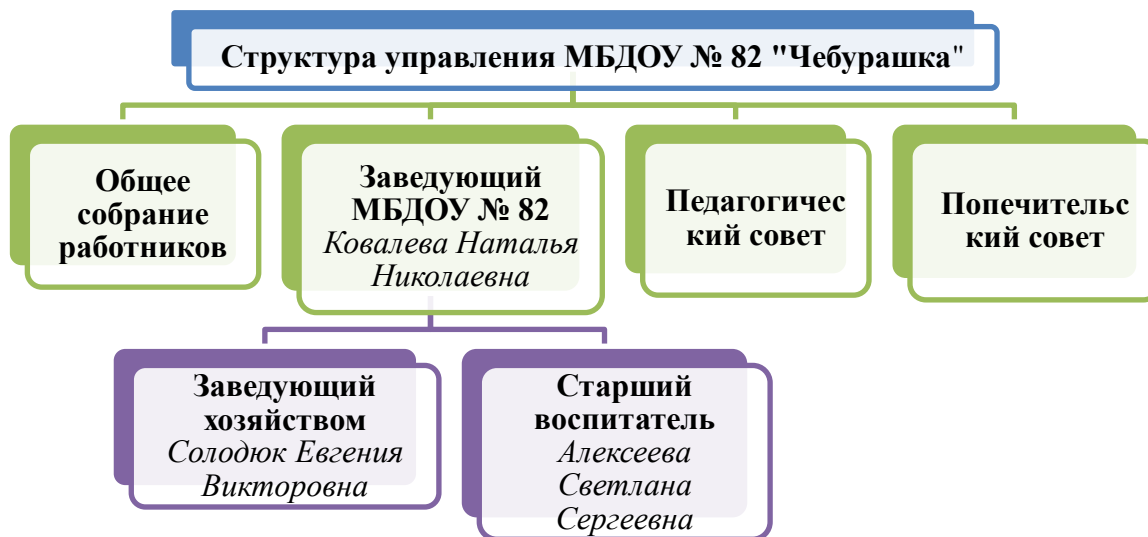 Структура управления МБДОУ № 82 "Чебурашка"
Общее
собрание
работников
Заведующий
МБДОУ № 82
Ковалева Наталья
Николаевна
Педагогичес
кий совет
Попечительс
кий совет
Заведующий
хозяйством
Солодюк Евгения
Викторовна
Старший
воспитатель
Алексеева
Светлана
Сергеевна